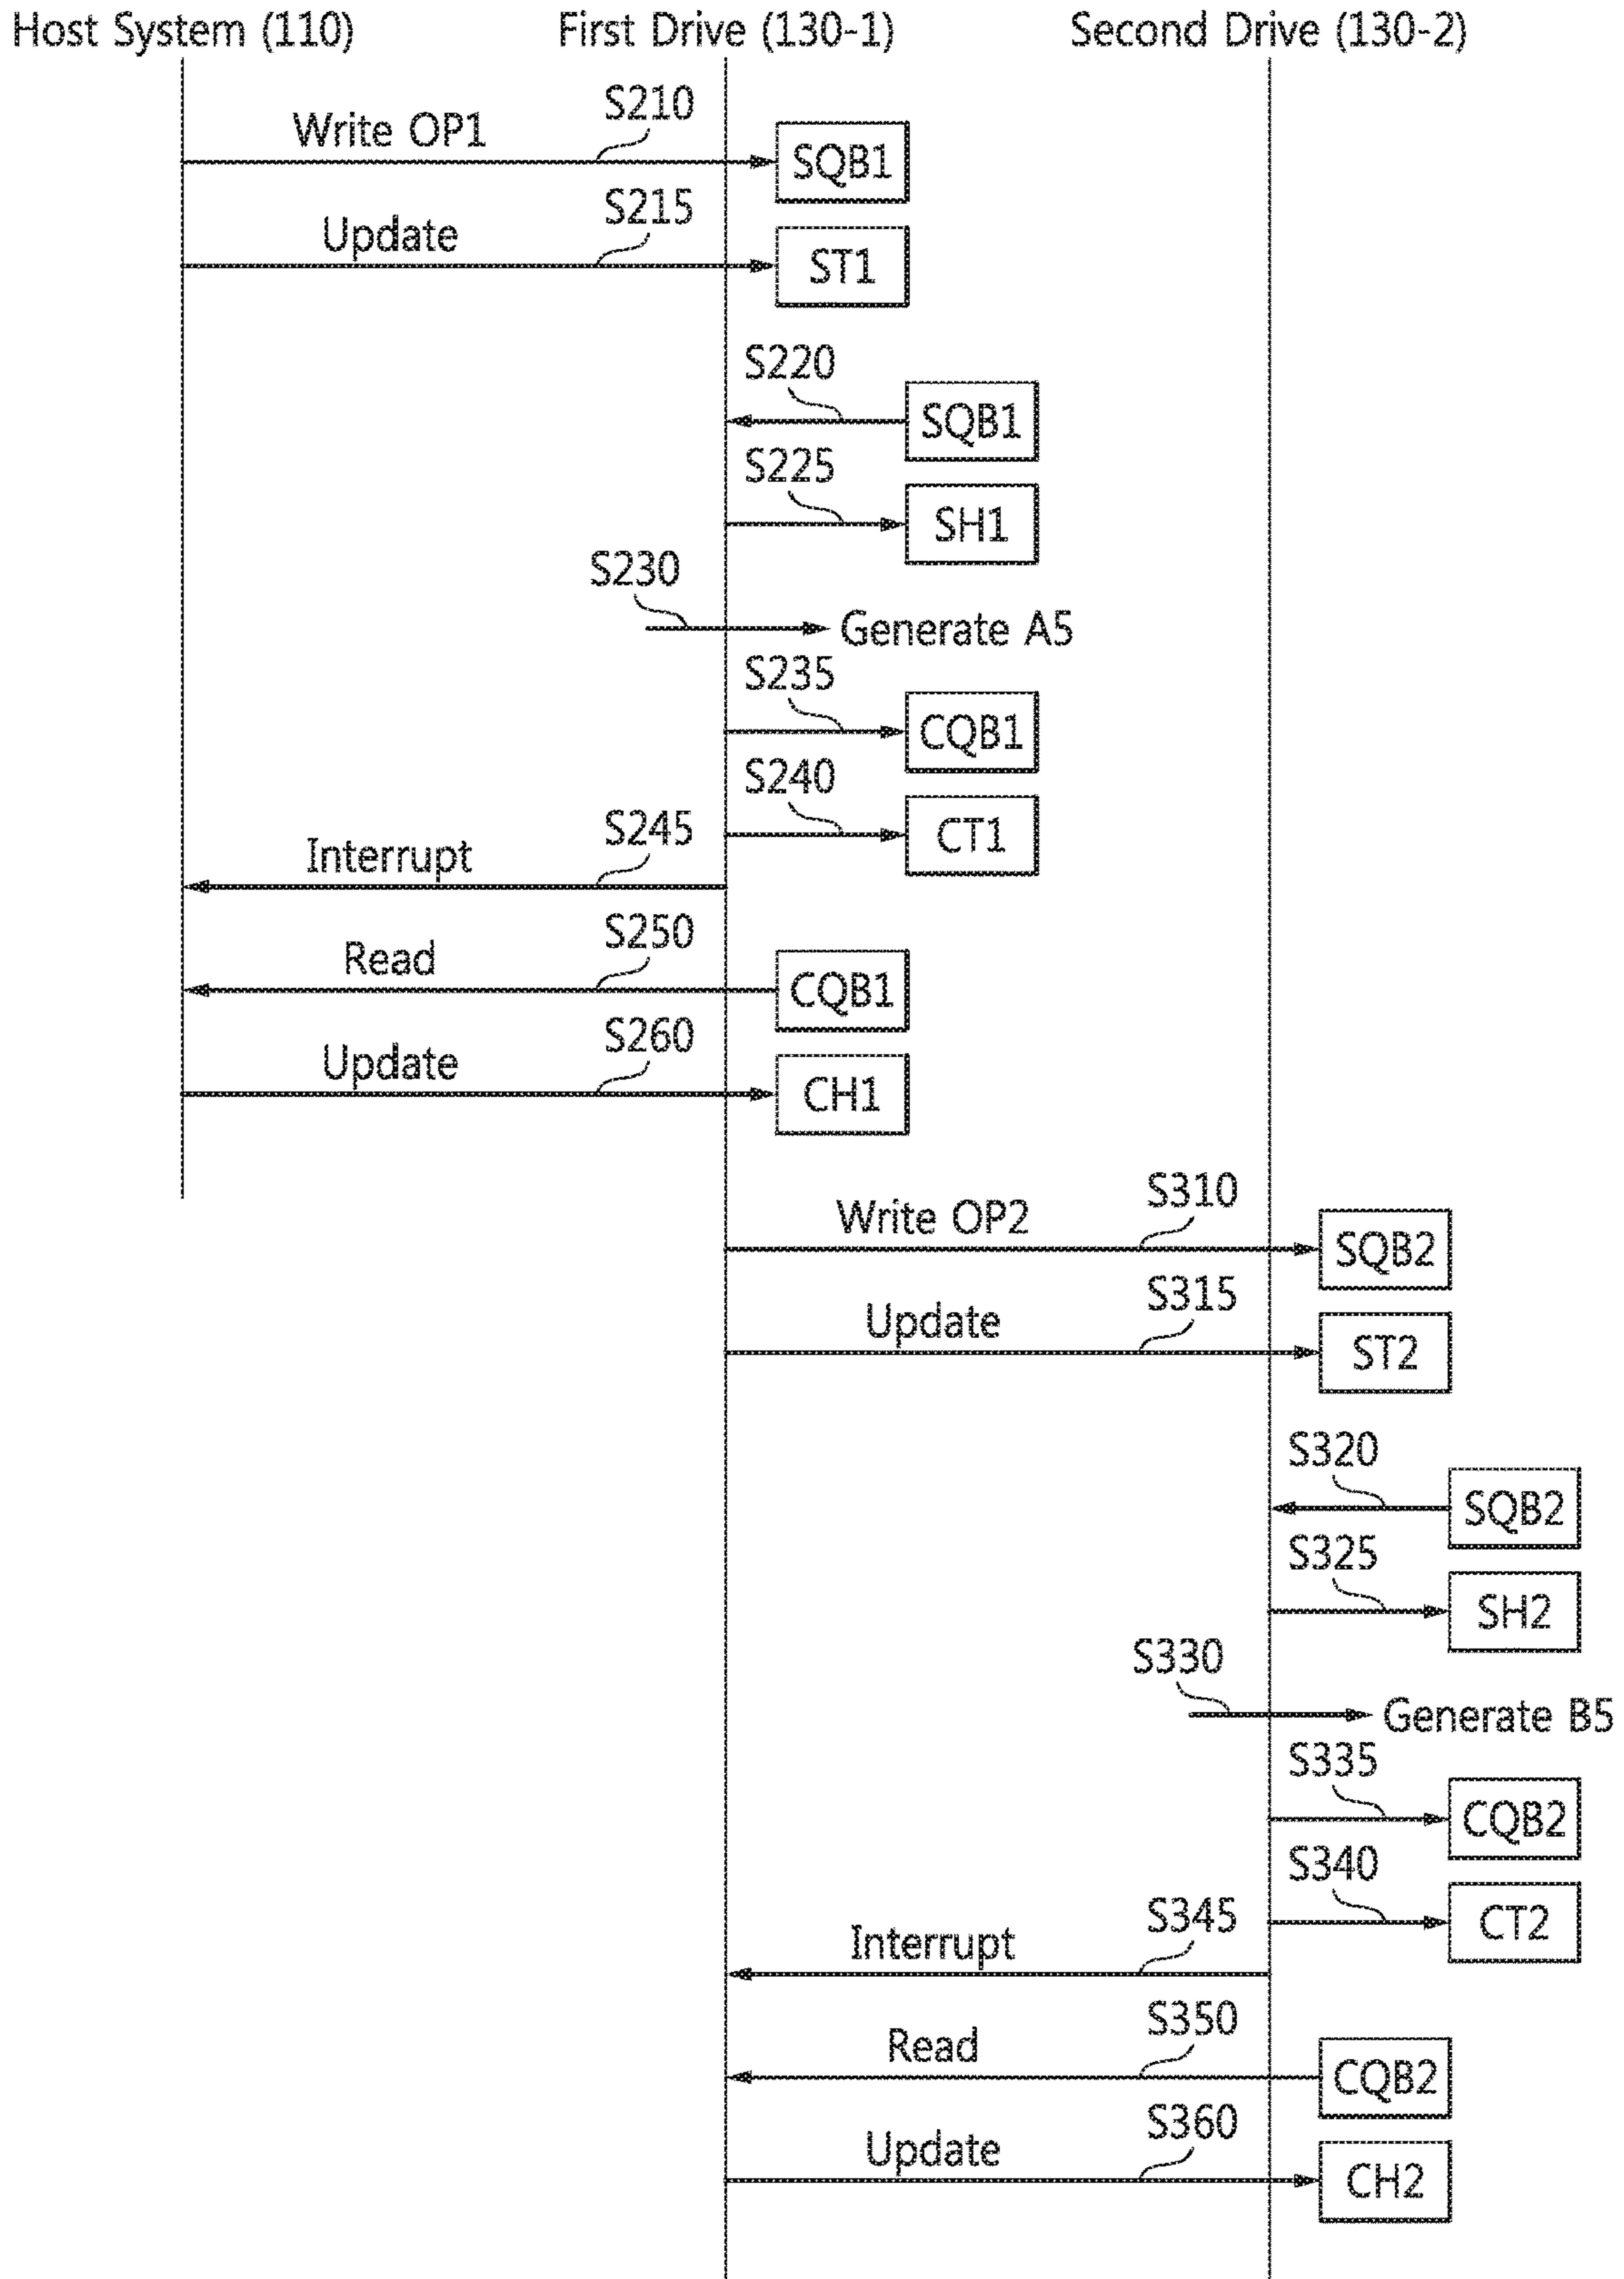 Host System (110) First Drive (130-1) Second Drive (130-2)
S210
Write OP1
SQB1
S215
Update
ST1
S220
SQB1
S225
SH1
S230
Generate A5
S235
CQB1
S240
CT1
S245
Interrupt
S250
Read
CQB1
S260
Update
CH1
S310
Write OP2
SQB2
S315
Update
ST2
S320
SQB2
S325
SH2
S330
Generate B5
S335
CQB2
S340
CT2
S345
Interrupt
S350
Read
CQB2
S360
Update
CH2